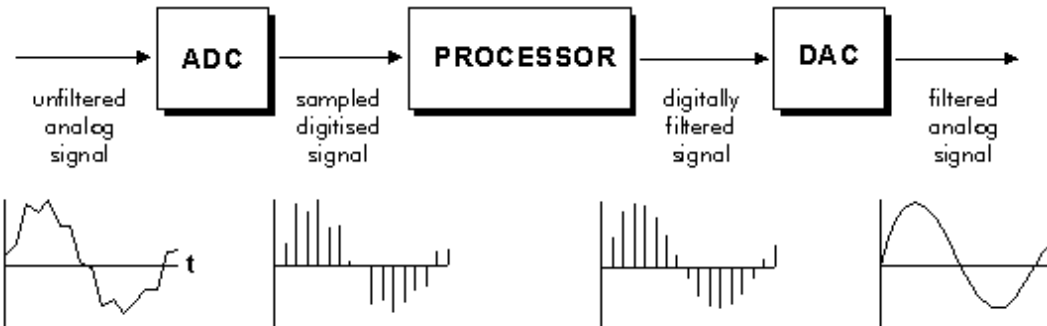 ADC
PROCESSOR
DAC
unfiltered
analog
signal
sampled
digitised
signal
digitally
filtered
signal
filtered
analog
signal
t